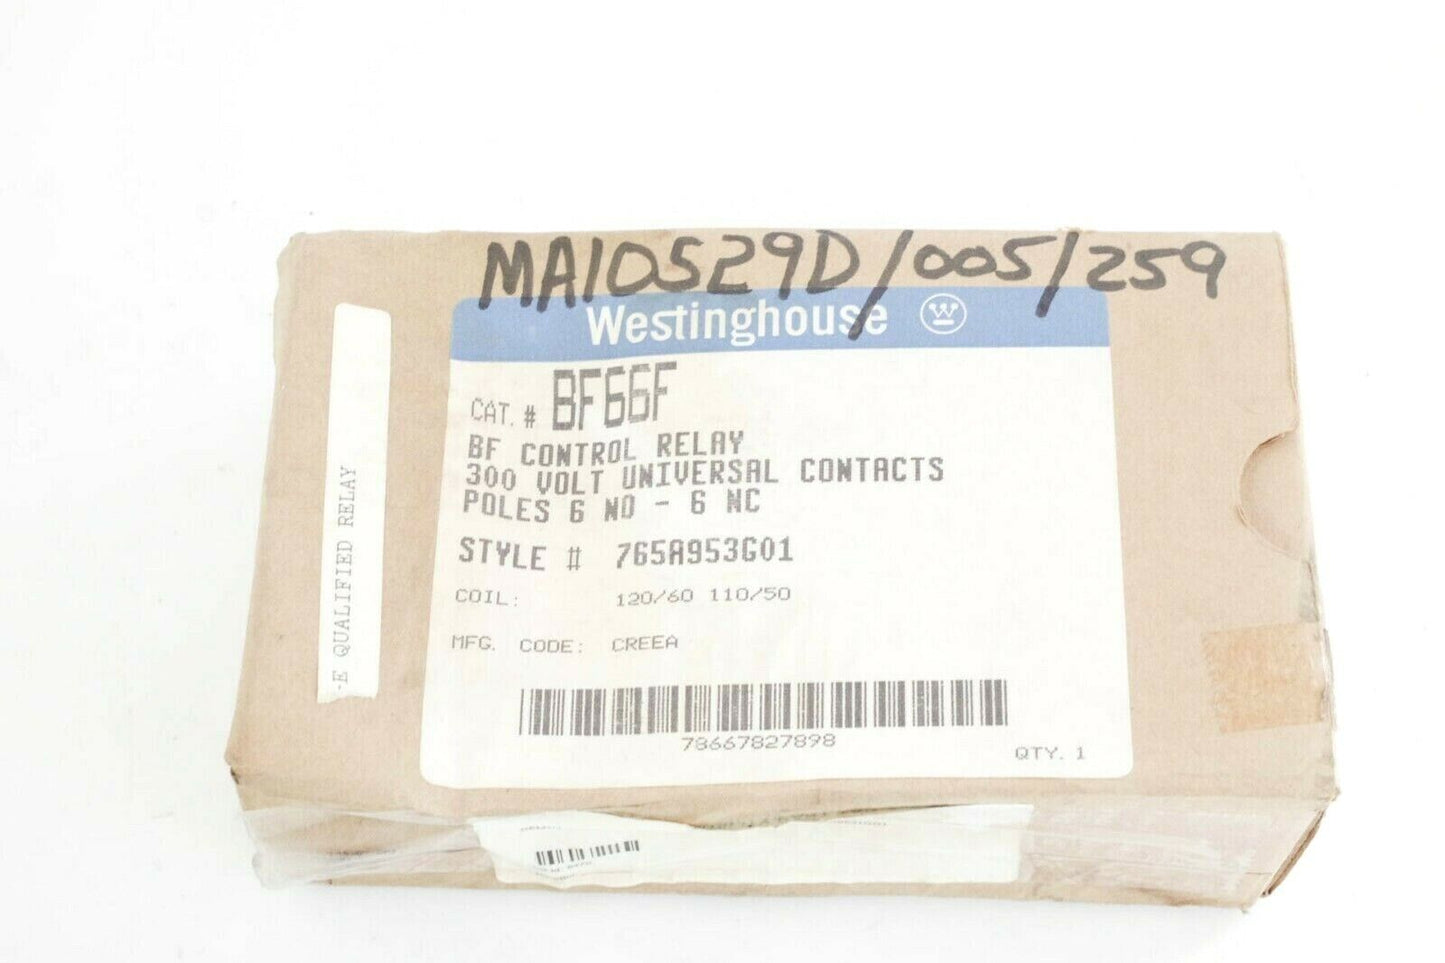 MA10529D/005/259
Westinghouse W
CAT. # BF66F
BF CONTROL RELAY
300 VOLT UNIVERSAL CONTACTS
POLES 6 NO - 6 NC
STYLE # 765A953G01
COIL: 120/60 110/50
MFG. CODE: CREEA
78667827898
QTY. 1
-E QUALIFIED RELAY